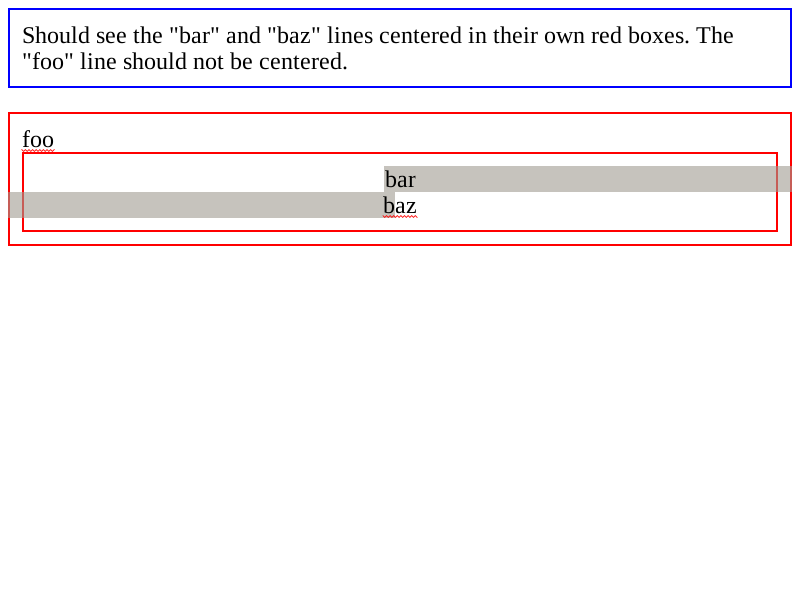 Should see the "bar" and "baz" lines centered in their own red boxes. The
"foo" line should not be centered.
foo
bar
baz